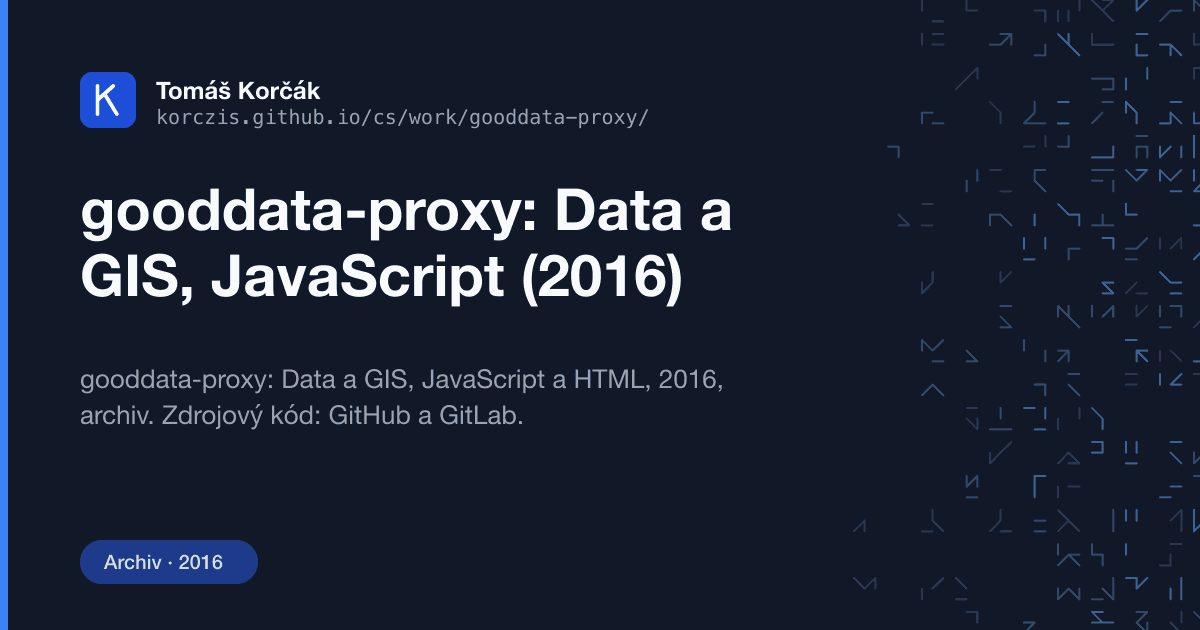 K
Tomáš Korčák
korczis.github.io/cs/work/gooddata-proxy/
gooddata-proxy: Data a
GIS, JavaScript (2016)
gooddata-proxy: Data a GIS, JavaScript a HTML, 2016,
archiv. Zdrojový kód: GitHub a GitLab.
Archiv · 2016